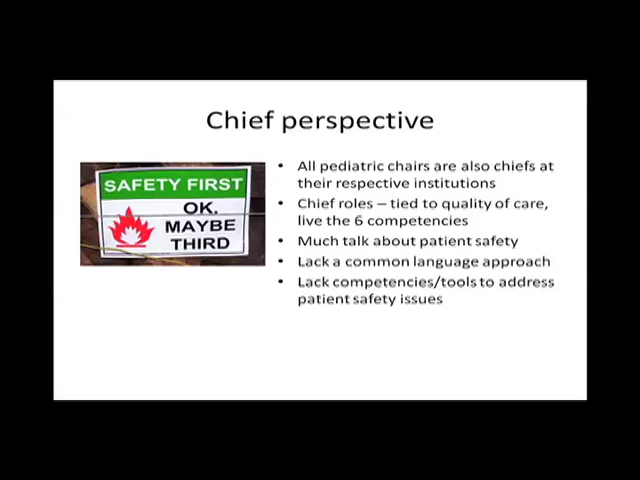 Chief perspective
SAFETY FIRST
OK.
MAYBE
THIRD
• All pediatric chairs are also chiefs at
their respective institutions
• Chief roles – tied to quality of care,
live the 6 competencies
• Much talk about patient safety
• Lack a common language approach
• Lack competencies/tools to address
patient safety issues